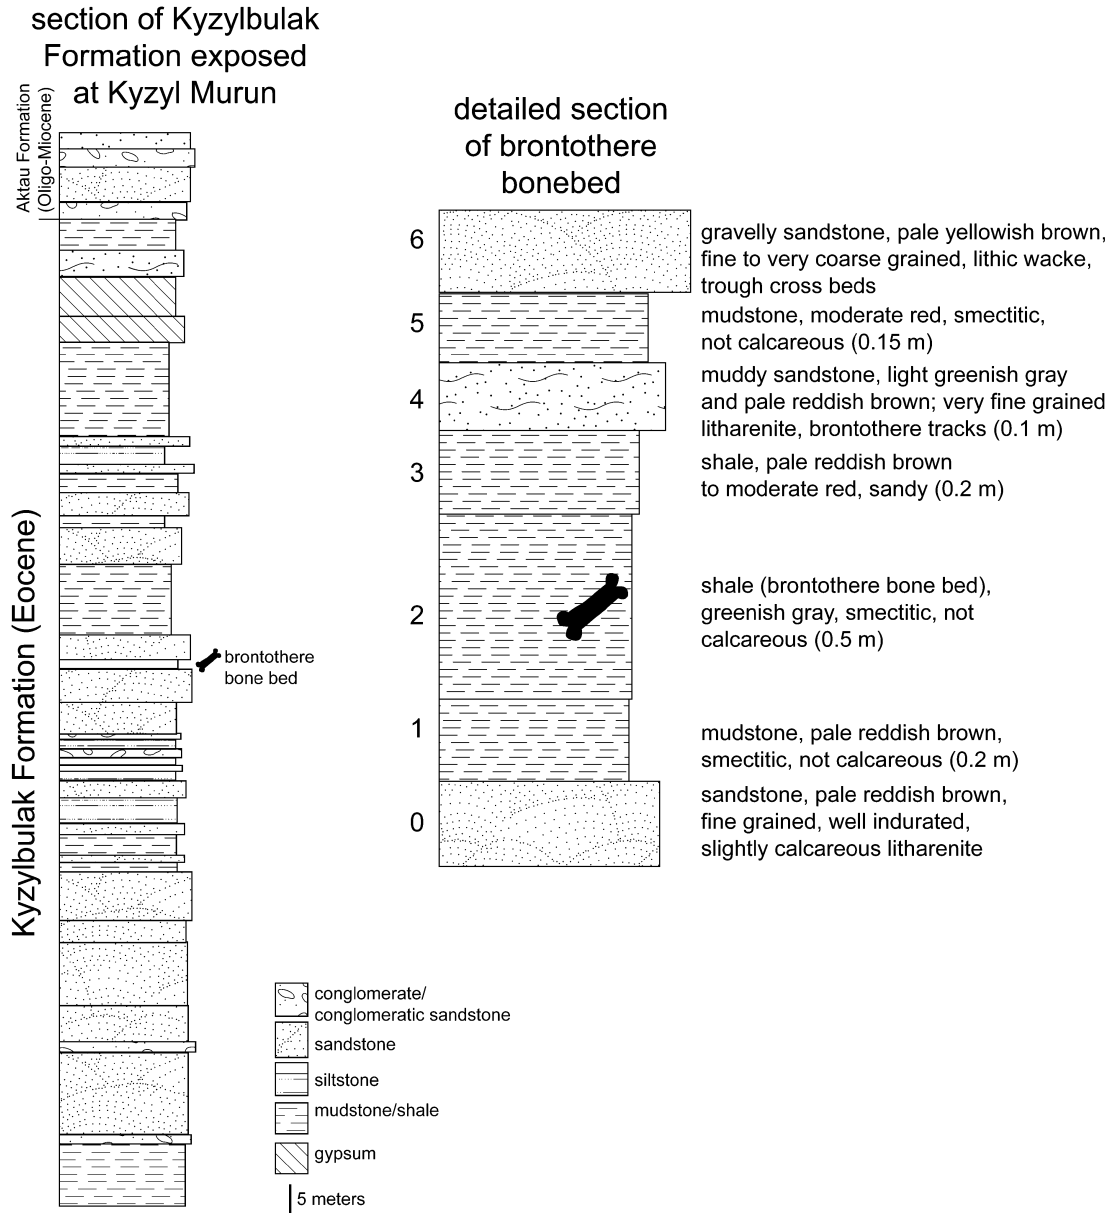 section of Kyzylbulak
Formation exposed
at Kyzyl Murun
Aktau Formation
(Oligo-Miocene)
Kyzylbulak Formation (Eocene)
brontothere
bone bed
detailed section
of brontothere
bonebed
6
gravelly sandstone, pale yellowish brown,
fine to very coarse grained, lithic wacke,
trough cross beds
5
mudstone, moderate red, smectitic,
not calcareous (0.15 m)
4
muddy sandstone, light greenish gray
and pale reddish brown; very fine grained
litharenite, brontothere tracks (0.1 m)
3
shale, pale reddish brown
to moderate red, sandy (0.2 m)
2
shale (brontothere bone bed),
greenish gray, smectitic, not
calcareous (0.5 m)
1
mudstone, pale reddish brown,
smectitic, not calcareous (0.2 m)
0
sandstone, pale reddish brown,
fine grained, well indurated,
slightly calcareous litharenite
conglomerate/
conglomeratic sandstone
sandstone
siltstone
mudstone/shale
gypsum
5 meters